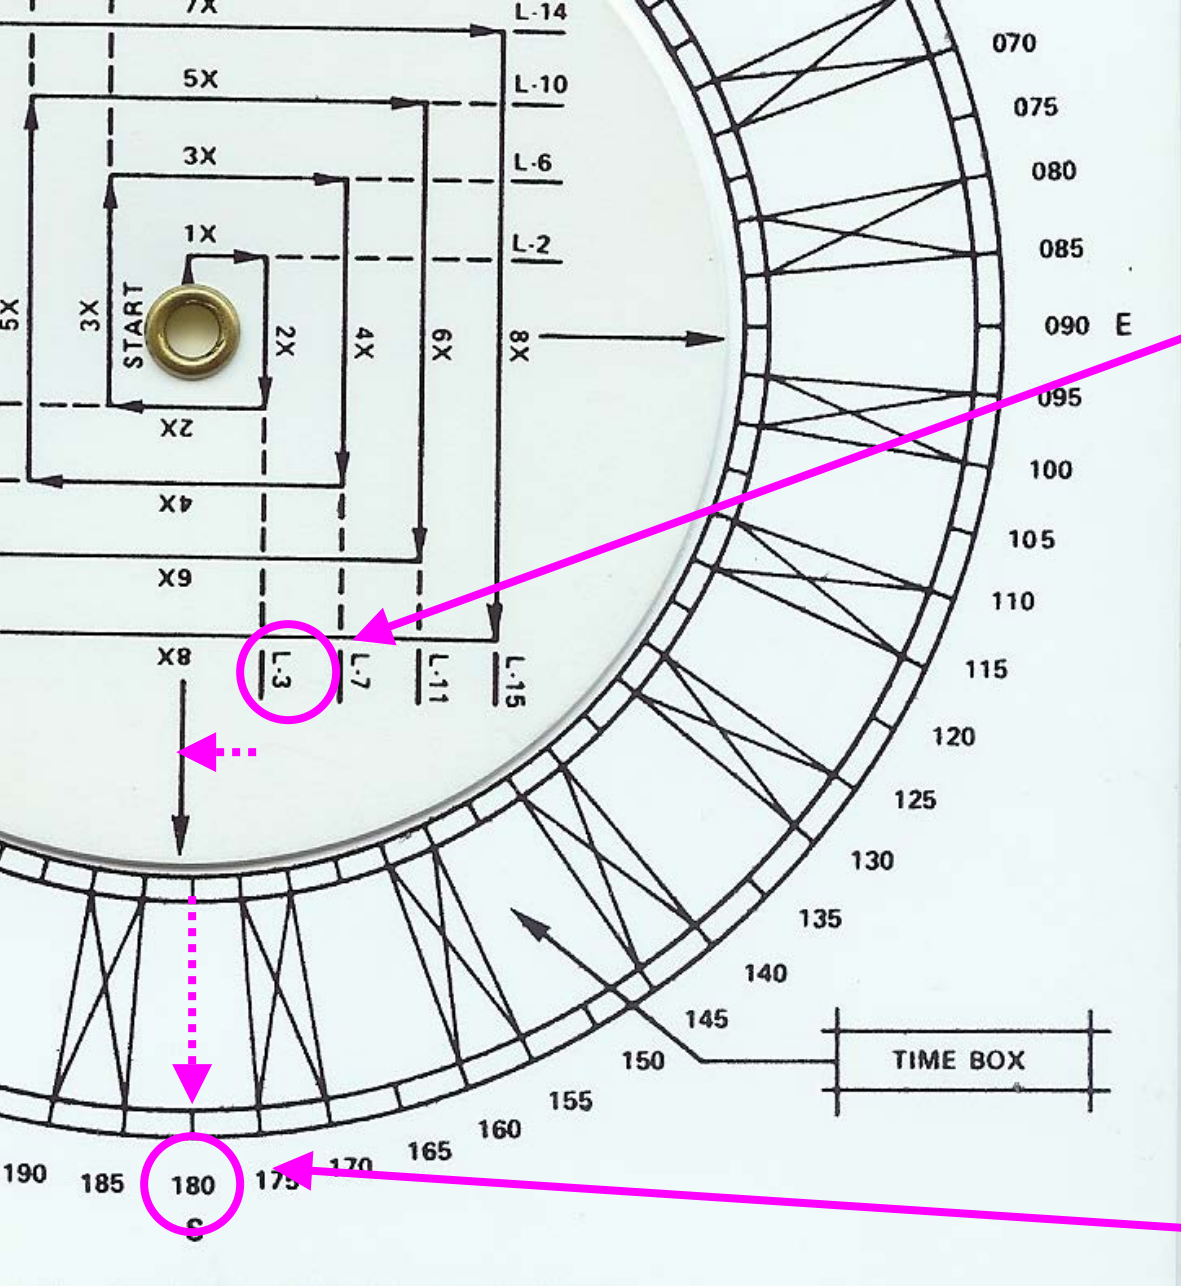 7X
L-14
5X
L-10
3X
L-6
1X
L-2
5X
3X
START
2X
4X
6X
8X
2X
4X
6X
8X
L-3
L-7
L-11
L-15
070
075
080
085
090 E
095
100
105
110
115
120
125
130
135
140
145
150
155
160
165
170
175
180
185
190
S
TIME BOX